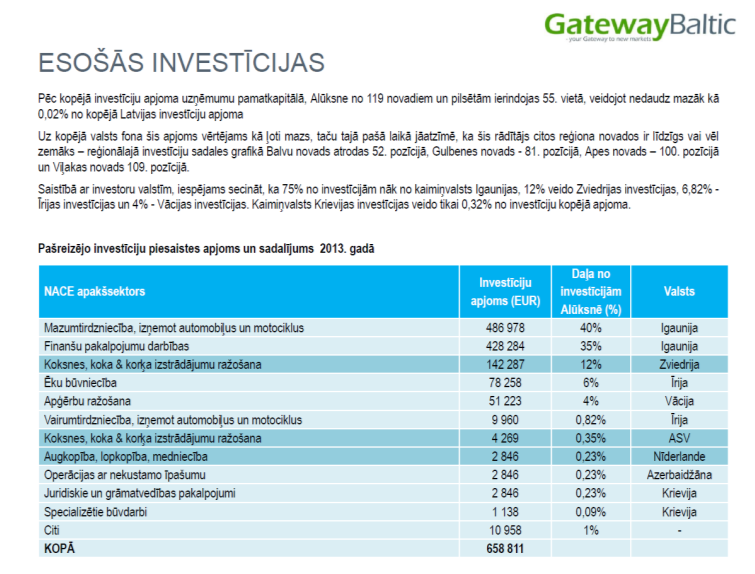 GatewayBaltic
your Gateway to new markets
ESOŠĀS INVESTĪCIJAS
Pēc kopējā investīciju apjoma uzņēmumu pamatkapitālā, Alūksne no 119 novadiem un pilsētām ierindojas 55. vietā, veidojot nedaudz mazāk kā
0,02% no kopējā Latvijas investīciju apjoma
Uz kopējā valsts fona šis apjoms vērtējams kā ļoti mazs, taču tajā pašā laikā jāatzīmē, ka šis rādītājs citos reģiona novados ir līdzīgs vai vēl
zemāks – reģionālajā investīciju sadales grafikā Balvu novads atrodas 52. pozīcijā, Gulbenes novads - 81. pozīcijā, Apes novads – 100. pozīcijā
un Viļakas novads 109. pozīcijā.
Saistībā ar investoru valstīm, iespējams secināt, ka 75% no investīcijām nāk no kaimiņvalsts Igaunijas, 12% veido Zviedrijas investīcijas, 6,82% -
Īrijas investīcijas un 4% - Vācijas investīcijas. Kaimiņvalsts Krievijas investīcijas veido tikai 0,32% no investīciju kopējā apjoma.
Pašreizējo investīciju piesaistes apjoms un sadalījums 2013. gadā
NACE apakšsektors Investīciju apjoms (EUR) Daļa no investīcijām Alūksnē (%) Valsts
Mazumtirdzniecība, izņemot automobiļus un motociklus 486 978 40% Igaunija
Finanšu pakalpojumu darbības 428 284 35% Igaunija
Koksnes, koka & korķa izstrādājumu ražošana 142 287 12% Zviedrija
Ēku būvniecība 78 258 6% Īrija
Apģērbu ražošana 51 223 4% Vācija
Vairumtirdzniecība, izņemot automobiļus un motociklus 9 960 0,82% Īrija
Koksnes, koka & korķa izstrādājumu ražošana 4 269 0,35% ASV
Augkopība, lopkopība, medniecība 2 846 0,23% Nīderlande
Operācijas ar nekustamo īpašumu 2 846 0,23% Azerbaidžāna
Juridiskie un grāmatvedības pakalpojumi 2 846 0,23% Krievija
Specializētie būvdarbi 1 138 0,09% Krievija
Citi 10 958 1% -
KOPĀ 658 811